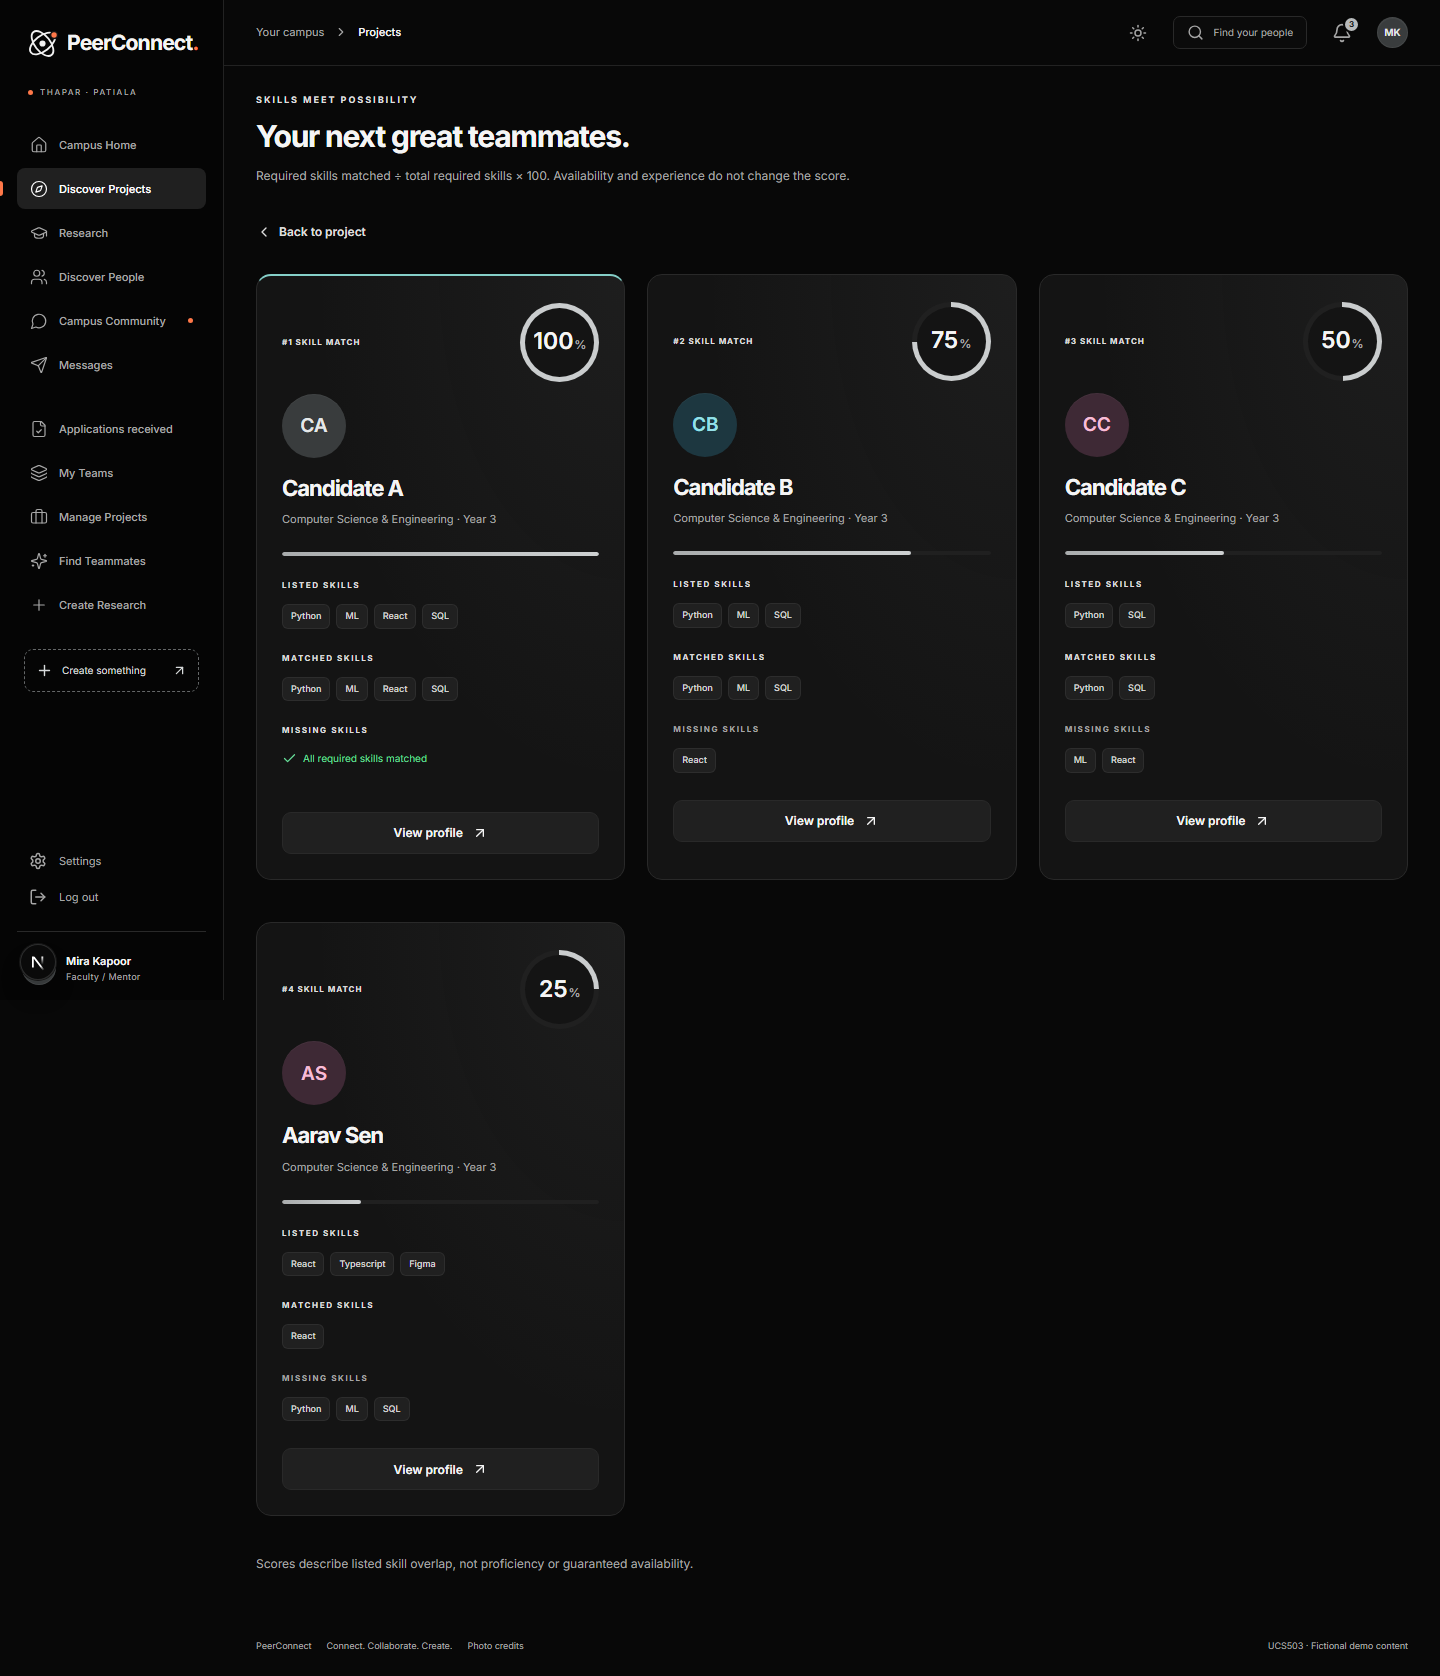 PeerConnect.
THAPAR · PATIALA
Campus Home
Discover Projects
Research
Discover People
Campus Community
Messages
Applications received
My Teams
Manage Projects
Find Teammates
Create Research
Create something
Settings
Log out
N
Mira Kapoor
Faculty / Mentor
Your campus > Projects
Find your people
3
MK
SKILLS MEET POSSIBILITY
Your next great teammates.
Required skills matched ÷ total required skills × 100. Availability and experience do not change the score.
Back to project
#1 SKILL MATCH
100%
CA
Candidate A
Computer Science & Engineering · Year 3
LISTED SKILLS
Python ML React SQL
MATCHED SKILLS
Python ML React SQL
MISSING SKILLS
All required skills matched
View profile
#2 SKILL MATCH
75%
CB
Candidate B
Computer Science & Engineering · Year 3
LISTED SKILLS
Python ML SQL
MATCHED SKILLS
Python ML SQL
MISSING SKILLS
React
View profile
#3 SKILL MATCH
50%
CC
Candidate C
Computer Science & Engineering · Year 3
LISTED SKILLS
Python SQL
MATCHED SKILLS
Python SQL
MISSING SKILLS
ML React
View profile
#4 SKILL MATCH
25%
AS
Aarav Sen
Computer Science & Engineering · Year 3
LISTED SKILLS
React Typescript Figma
MATCHED SKILLS
React
MISSING SKILLS
Python ML SQL
View profile
Scores describe listed skill overlap, not proficiency or guaranteed availability.
PeerConnect Connect. Collaborate. Create. Photo credits
UCS503 · Fictional demo content